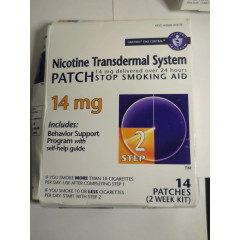 Nicotine Transdermal System
14 mg delivered over 24 hours
PATCH STOP SMOKING AID
14 mg
Includes:
Behavior Support
Program with
self-help guide
2
STEP
TM
IF YOU SMOKE MORE THAN 10 CIGARETTES
PER DAY: USE AFTER COMPLETING STEP 1
IF YOU SMOKE 10 OR LESS CIGARETTES
PER DAY: START WITH STEP 2
14
PATCHES
(2 WEEK KIT)